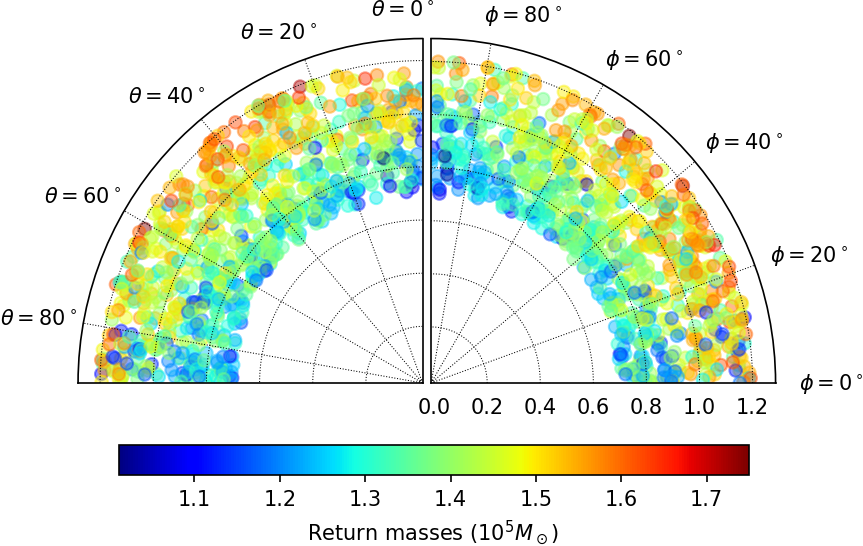 θ = 0°
ϕ = 80°
θ = 20°
ϕ = 60°
θ = 40°
ϕ = 40°
θ = 60°
ϕ = 20°
θ = 80°
ϕ = 0°
0.0 0.2 0.4 0.6 0.8 1.0 1.2
1.1 1.2 1.3 1.4 1.5 1.6 1.7
Return masses (10⁵M⊙)